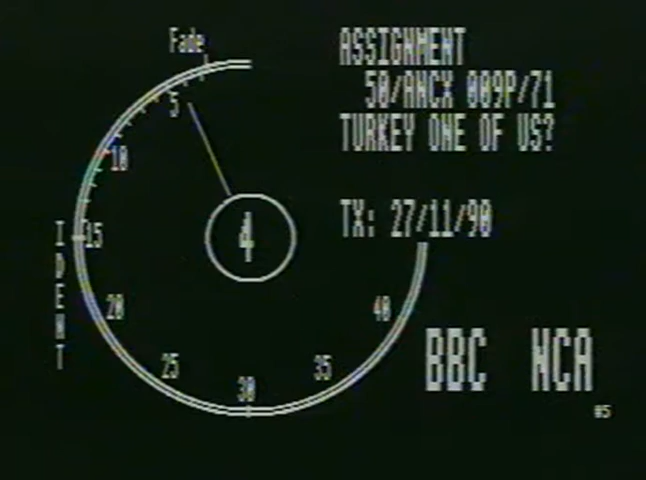 Fade
ASSIGNMENT
50/ANCX 009P/71
TURKEY ONE OF US?
5
10
IDENT
15
4
TX: 27/11/90
20
40
25
35
30
BBC NCA
05